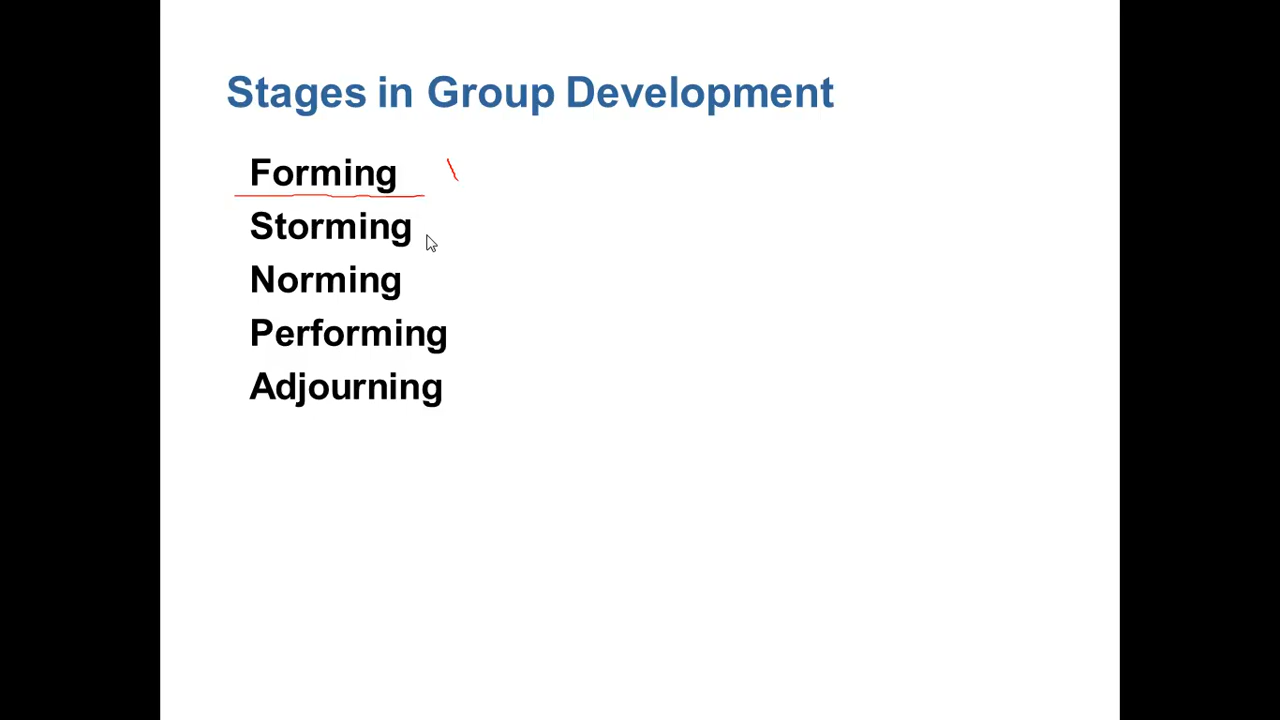 Stages in Group Development
Forming
Storming
Norming
Performing
Adjourning